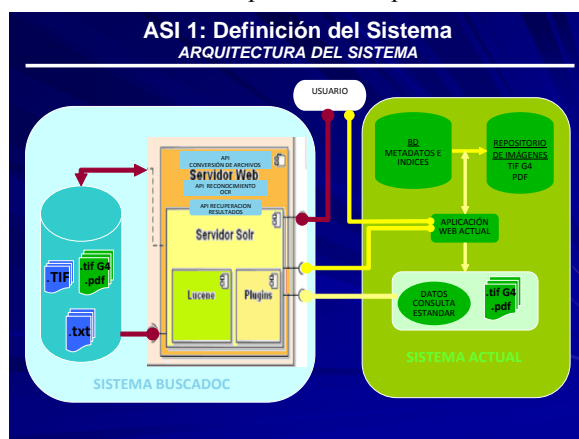 ASI 1: Definición del Sistema
ARQUITECTURA DEL SISTEMA
USUARIO
API
CONVERSIÓN DE ARCHIVOS
Servidor Web
API RECONOCIMIENTO
OCR
API RECUPERACION
RESULTADOS
Servidor Solr
Lucene
Plugins
.TIF
.tif G4
.pdf
.txt
SISTEMA BUSCADOC
BD
METADATOS E
INDICES
REPOSITORIO
DE IMÁGENES
TIF G4
PDF
APLICACIÓN
WEB ACTUAL
DATOS
CONSULTA
ESTANDAR
.tif G4
.pdf
SISTEMA ACTUAL